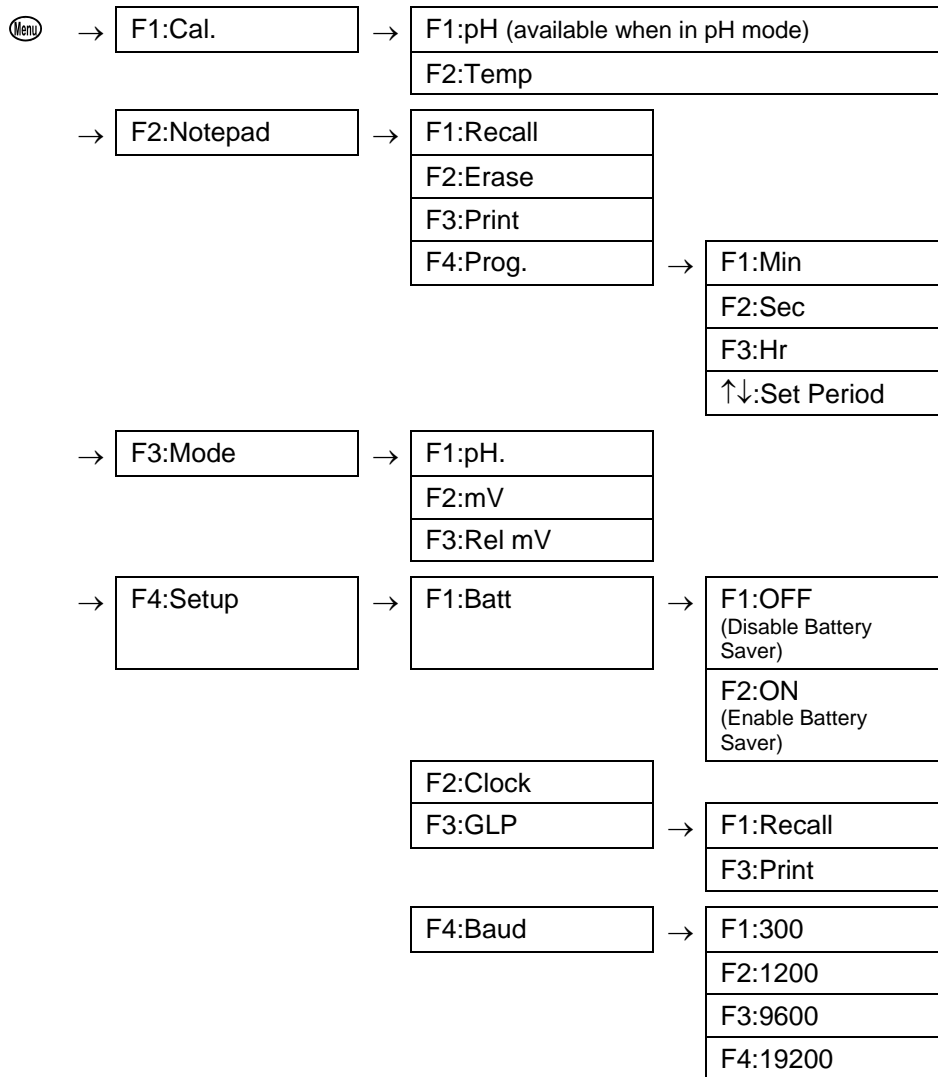 Menu → F1:Cal. → F1:pH (available when in pH mode)
F2:Temp
→ F2:Notepad → F1:Recall
F2:Erase
F3:Print
F4:Prog. → F1:Min
F2:Sec
F3:Hr
↑↓:Set Period
→ F3:Mode → F1:pH.
F2:mV
F3:Rel mV
→ F4:Setup → F1:Batt → F1:OFF
(Disable Battery
Saver)
F2:ON
(Enable Battery
Saver)
F2:Clock
F3:GLP → F1:Recall
F3:Print
F4:Baud → F1:300
F2:1200
F3:9600
F4:19200